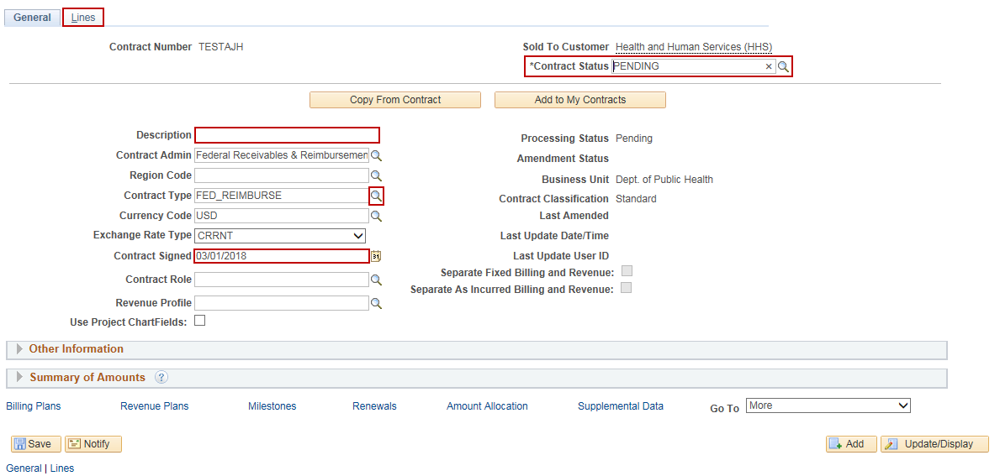 General Lines
Contract Number TESTAJH
Sold To Customer Health and Human Services (HHS)
*Contract Status PENDING
Copy From Contract Add to My Contracts
Description
Contract Admin Federal Receivables & Reimbursemen
Region Code
Contract Type FED_REIMBURSE
Currency Code USD
Exchange Rate Type CRRNT
Contract Signed 03/01/2018
31
Contract Role
Revenue Profile
Use Project ChartFields:
Processing Status Pending
Amendment Status
Business Unit Dept. of Public Health
Contract Classification Standard
Last Amended
Last Update Date/Time
Last Update User ID
Separate Fixed Billing and Revenue:
Separate As Incurred Billing and Revenue:
Other Information
Summary of Amounts ?
Billing Plans Revenue Plans Milestones Renewals Amount Allocation Supplemental Data Go To More
Save Notify Add Update/Display
General | Lines